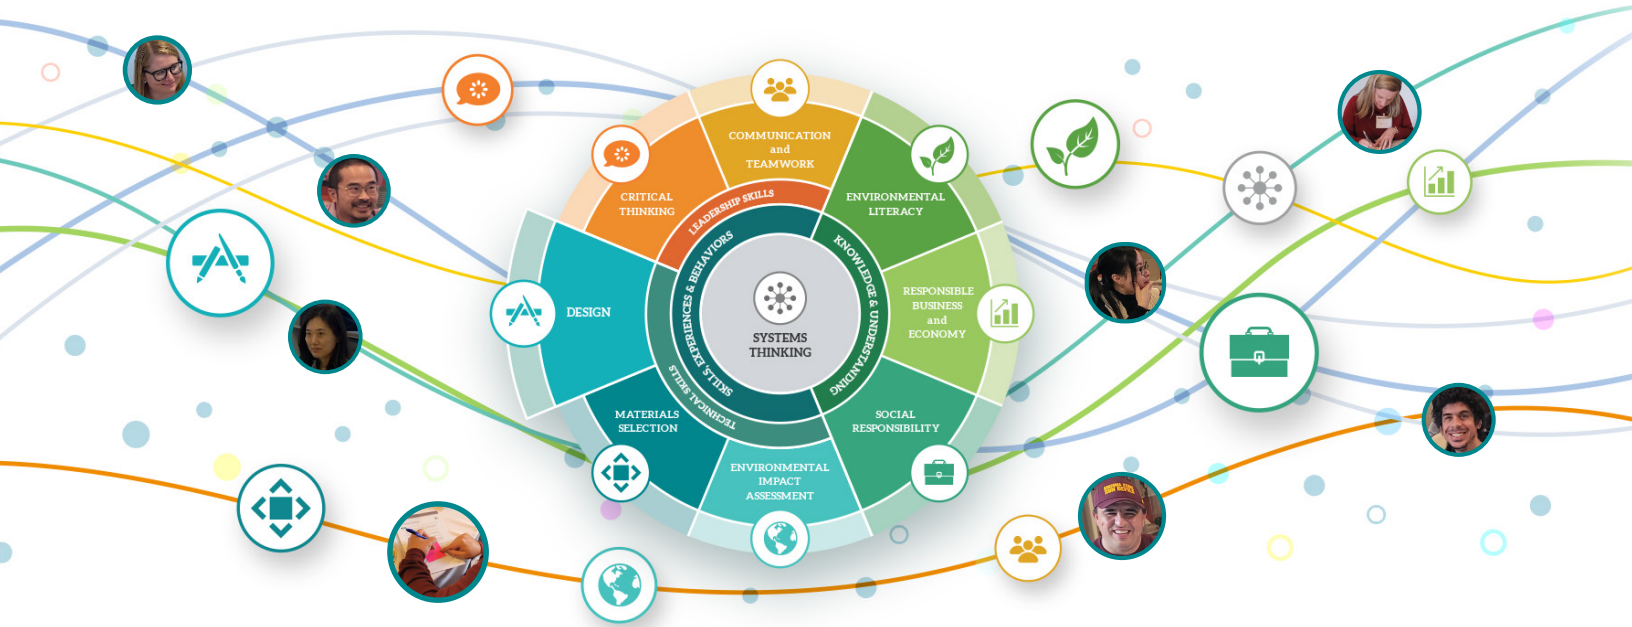 COMMUNICATION
and
TEAMWORK
CRITICAL
THINKING
ENVIRONMENTAL
LITERACY
LEADERSHIP SKILLS
SKILLS, EXPERIENCES & BEHAVIORS
KNOWLEDGE & UNDERSTANDING
DESIGN
RESPONSIBLE
BUSINESS
and
ECONOMY
SYSTEMS
THINKING
TECHNICAL SKILLS
MATERIALS
SELECTION
SOCIAL
RESPONSIBILITY
ENVIRONMENTAL
IMPACT
ASSESSMENT